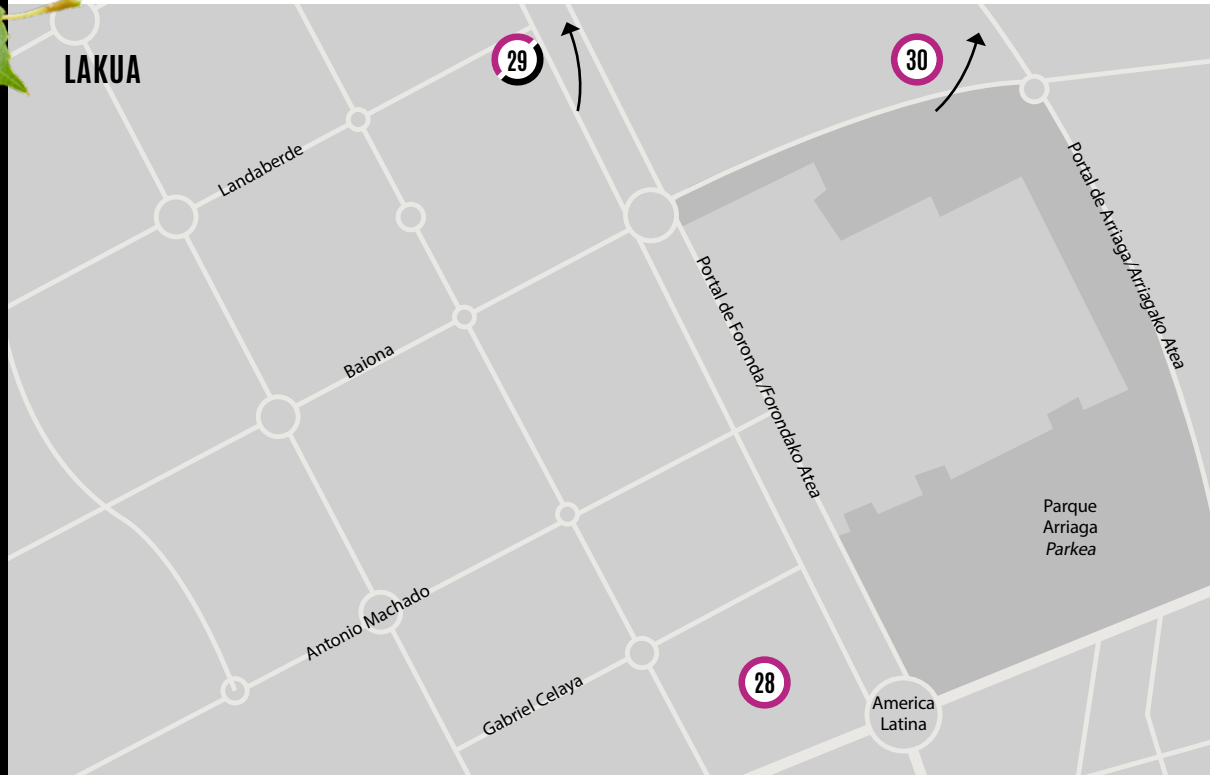 LAKUA
29
30
Landaberde
Portal de Arriaga/Arriagako Atea
Portal de Foronda/Forondako Atea
Baiona
Parque
Arriaga
Parkea
Antonio Machado
28
Gabriel Celaya
America
Latina